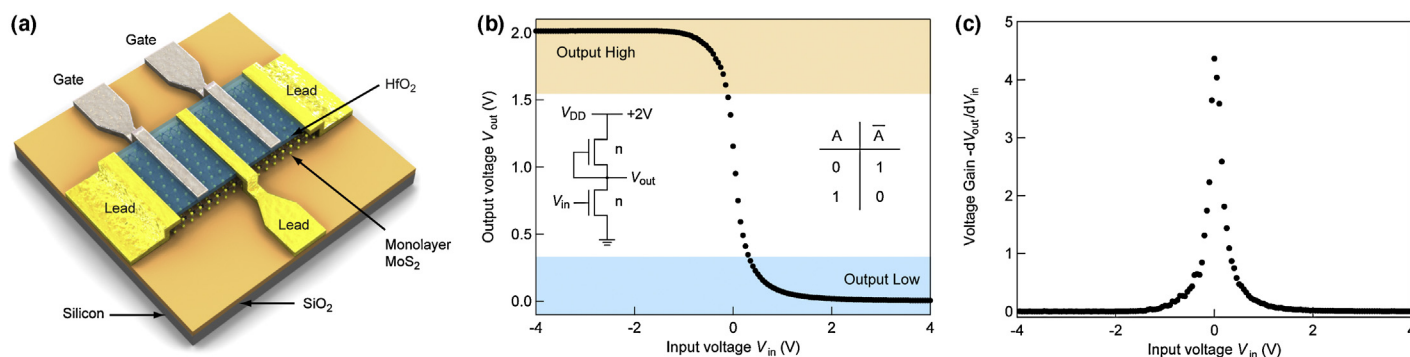 (a)
Gate
Gate
Lead
HfO2
Lead
Lead
Monolayer
MoS2
SiO2
Silicon
(b)
Output voltage Vout (V)
2.0
1.5
1.0
0.5
0.0
Output High
VDD +2V
n
Vout
Vin n
A A̅
0 1
1 0
Output Low
-4 -2 0 2 4
Input voltage Vin (V)
(c)
Voltage Gain -dVout/dVin
5
4
3
2
1
0
-4 -2 0 2 4
Input voltage Vin (V)